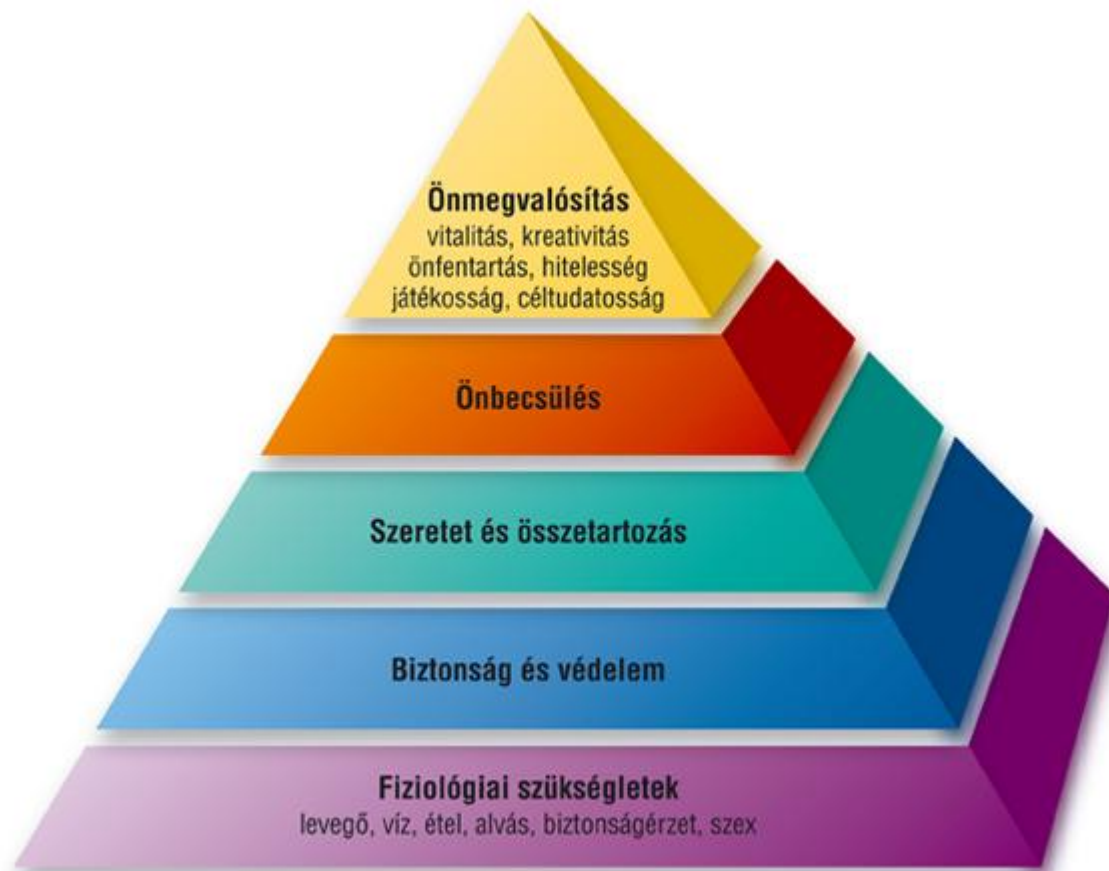 Önmegvalósítás
vitalitás, kreativitás
önfentartás, hitelesség
játékosság, céltudatosság
Önbecsülés
Szeretet és összetartozás
Biztonság és védelem
Fiziológiai szükségletek
levegő, víz, étel, alvás, biztonságérzet, szex